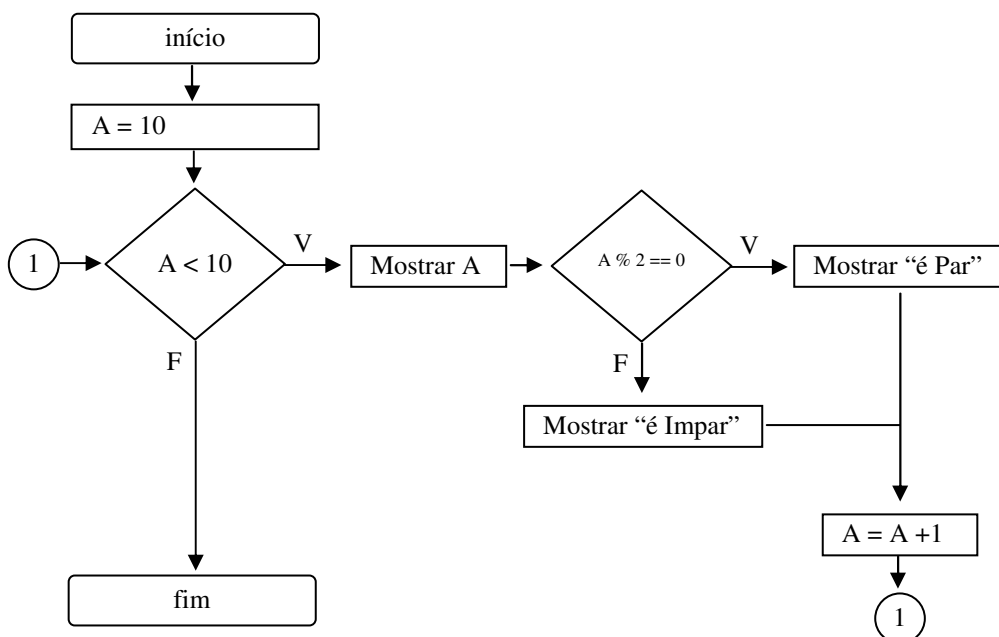 início
A = 10
1
A < 10
V
Mostrar A
A % 2 == 0
V
Mostrar “é Par”
F
F
Mostrar “é Impar”
A = A +1
fim
1